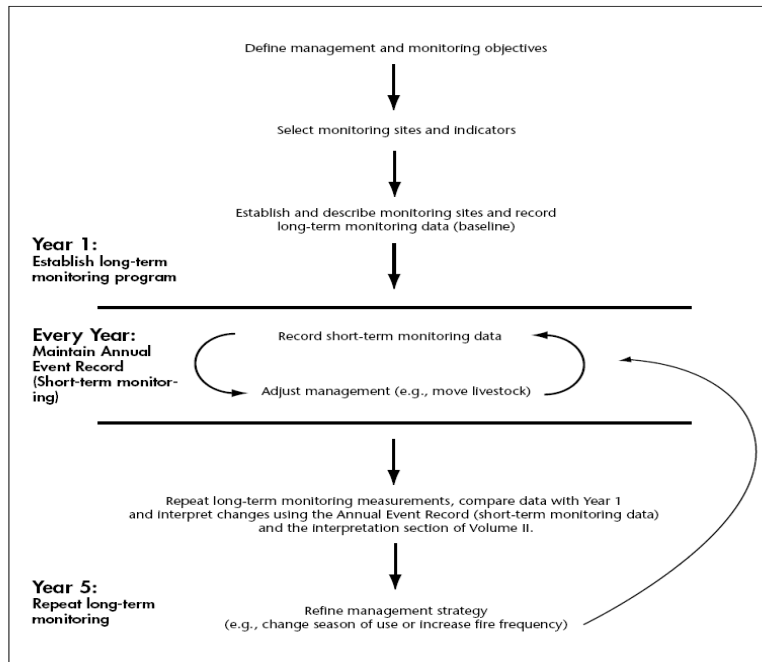 Define management and monitoring objectives
Select monitoring sites and indicators
Establish and describe monitoring sites and record
long-term monitoring data (baseline)
Year 1:
Establish long-term
monitoring program
Every Year:
Maintain Annual
Event Record
(Short-term monitor-
ing)
Record short-term monitoring data
Adjust management (e.g., move livestock)
Repeat long-term monitoring measurements, compare data with Year 1
and interpret changes using the Annual Event Record (short-term monitoring data)
and the interpretation section of Volume II.
Year 5:
Repeat long-term
monitoring
Refine management strategy
(e.g., change season of use or increase fire frequency)